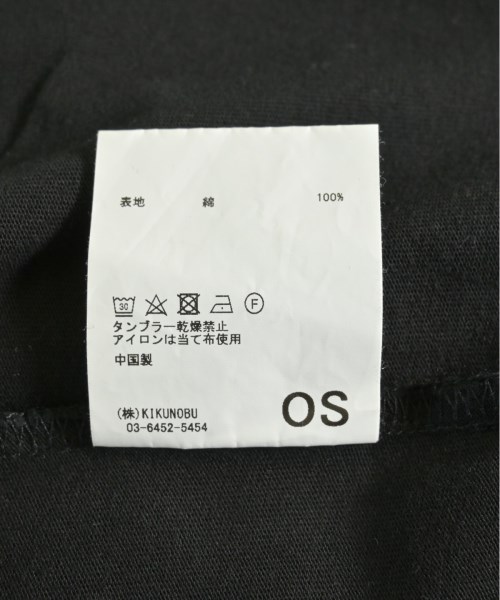 表地 綿 100%
30 F
タンブラー乾燥禁止
アイロンは当て布使用
中国製
(株)KIKUNOBU
03-6452-5454
OS